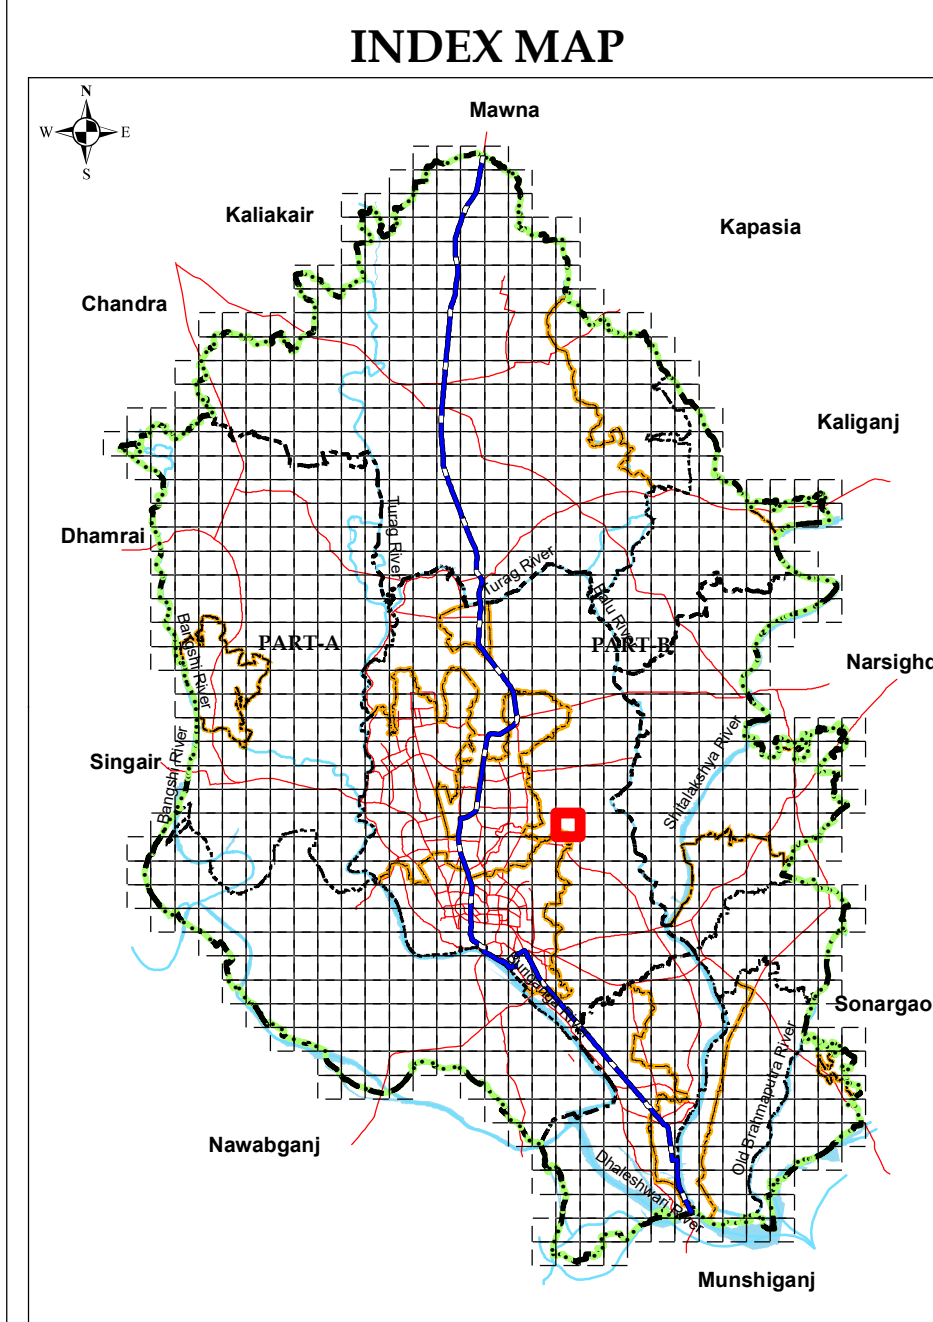 INDEX MAP
N
W E
S
Mawna
Kaliakair
Kapasia
Chandra
Kaliganj
Dhamrai
Turag River
Turag River
Balu River
Bangshi River
PART-A
PART-B
Narsighd
Singair
Bangshi River
Shitalakshya River
Buriganga River
Sonargao
Old Brahmaputra River
Nawabganj
Dhaleshwari River
Munshiganj